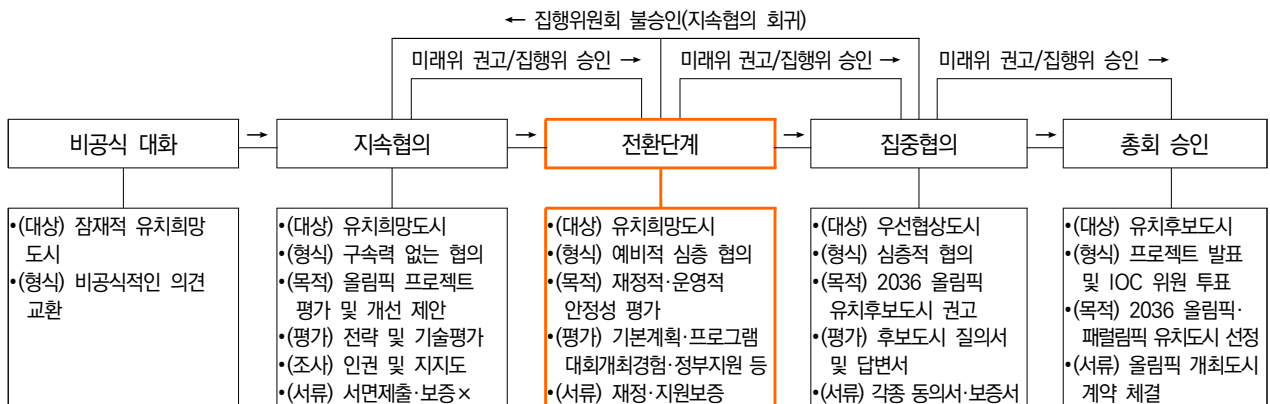 ← 집행위원회 불승인(지속협의 회귀)
미래위 권고/집행위 승인 →
미래위 권고/집행위 승인 →
미래위 권고/집행위 승인 →
비공식 대화
→
지속협의
→
전환단계
→
집중협의
→
총회 승인
•(대상) 잠재적 유치희망
도시
•(형식) 비공식적인 의견
교환
•(대상) 유치희망도시
•(형식) 구속력 없는 협의
•(목적) 올림픽 프로젝트
평가 및 개선 제안
•(평가) 전략 및 기술평가
•(조사) 인권 및 지지도
•(서류) 서면제출·보증×
•(대상) 유치희망도시
•(형식) 예비적 심층 협의
•(목적) 재정적·운영적
안정성 평가
•(평가) 기본계획·프로그램
대회개최경험·정부지원 등
•(서류) 재정·지원보증
•(대상) 우선협상도시
•(형식) 심층적 협의
•(목적) 2036 올림픽
유치후보도시 권고
•(평가) 후보도시 질의서
및 답변서
•(서류) 각종 동의서·보증서
•(대상) 유치후보도시
•(형식) 프로젝트 발표
및 IOC 위원 투표
•(목적) 2036 올림픽·
패럴림픽 유치도시 선정
•(서류) 올림픽 개최도시
계약 체결